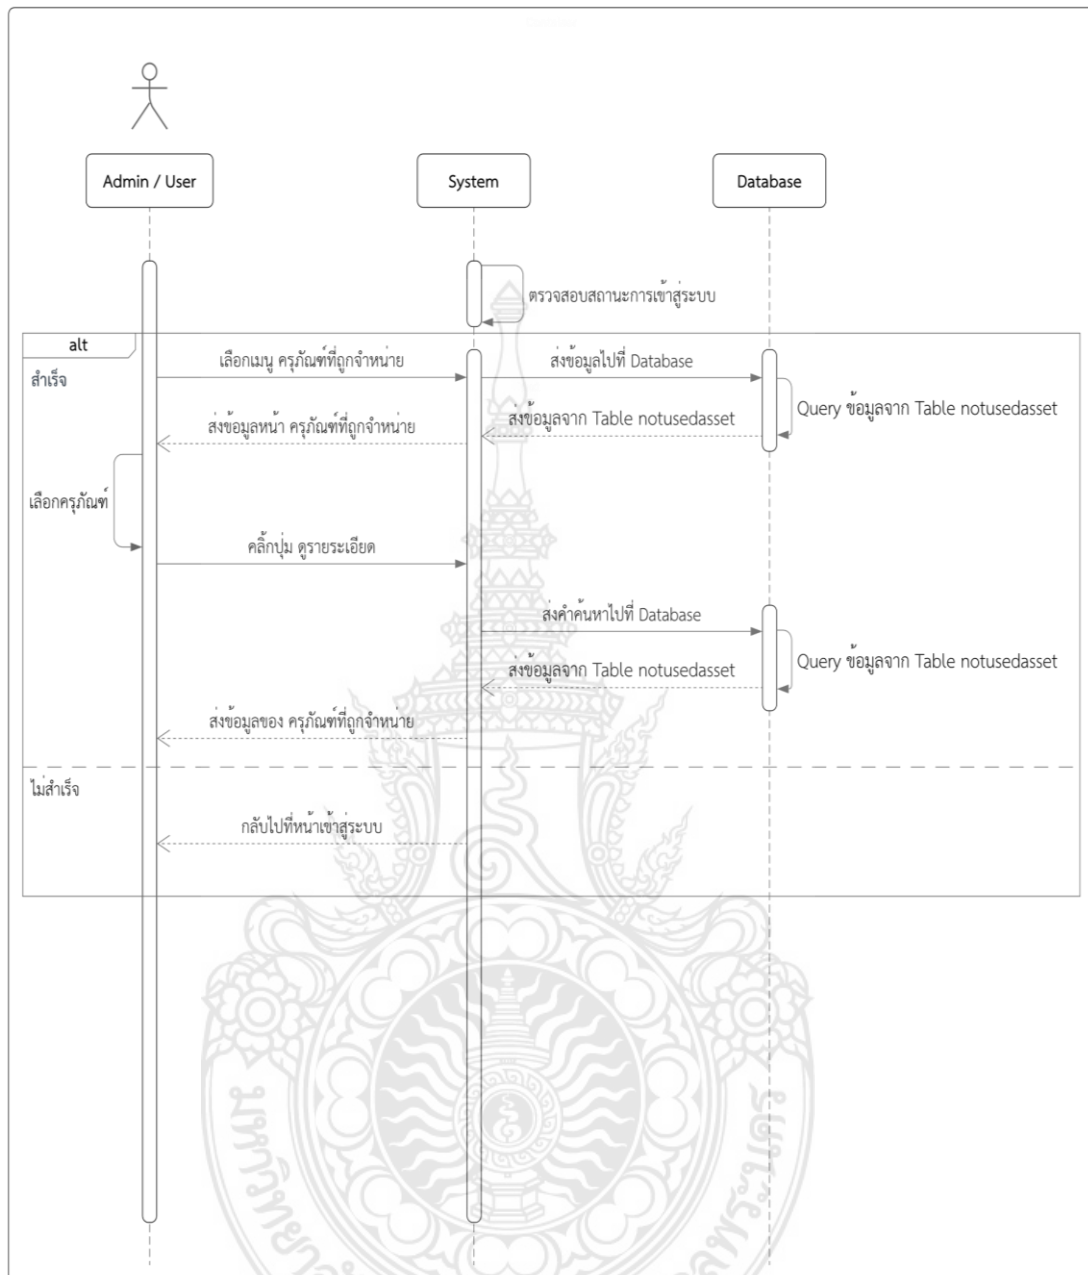 Admin / User
System
Database
ตรวจสอบสถานะการเข้าสู่ระบบ
alt
สำเร็จ
เลือกเมนู ครุภัณฑ์ที่ถูกจำหน่าย
ส่งข้อมูลไปที่ Database
Query ข้อมูลจาก Table notusedasset
ส่งข้อมูลจาก Table notusedasset
ส่งข้อมูลหน้า ครุภัณฑ์ที่ถูกจำหน่าย
เลือกครุภัณฑ์
คลิ้กปุ่ม ดูรายระเอียด
ส่งคำค้นหาไปที่ Database
Query ข้อมูลจาก Table notusedasset
ส่งข้อมูลจาก Table notusedasset
ส่งข้อมูลของ ครุภัณฑ์ที่ถูกจำหน่าย
ไม่สำเร็จ
กลับไปที่หน้าเข้าสู่ระบบ